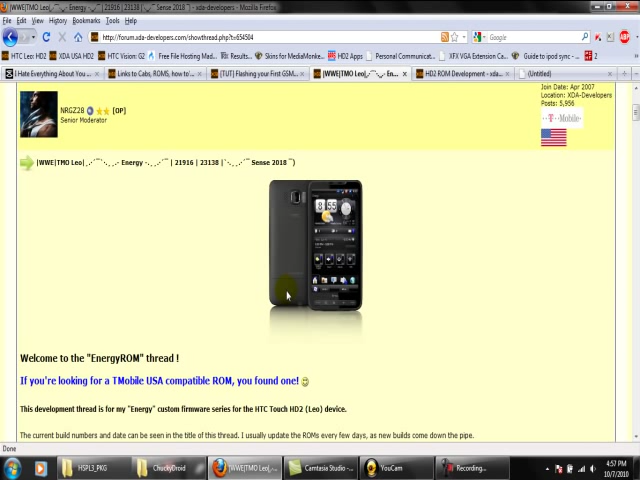 |WWE|TMO Leo| - Energy | 21916 | 23138 | Sense 2018 ¯) - xda-developers - Mozilla Firefox
File Edit View History Bookmarks Tools Help
http://forum.xda-developers.com/showthread.php?t=654504
Google
HTC Leo: HD2 XDA USA HD2 HTC Vision: G2 Free File Hosting Mad... TV: Results... Skins for MediaMonke... HD2 Apps Personal Communicat... XFX VGA Extension Ca... Guide to ipod sync - ... 2
I Hate Everything About You ... Links to Cabs, ROMS, how to'... [TUT] Flashing your First GSM... |WWE|TMO Leo| - En... HD2 ROM Development - xda... (Untitled)
NRGZ28 [OP]
Senior Moderator
Join Date: Apr 2007
Location: XDA-Developers
Posts: 5,956
T·Mobile·
|WWE|TMO Leo| - Energy - | 21916 | 23138 | Sense 2018 ¯)
8 55
Welcome to the "EnergyROM" thread !
If you're looking for a TMobile USA compatible ROM, you found one!
This development thread is for my "Energy" custom firmware series for the HTC Touch HD2 (Leo) device.
The current build numbers and date can be seen in the title of this thread. I usually update the ROMs every few days, as new builds come down the pipe.
Done
HSPL3_PKG ChuckyDroid |WWE|TMO Leo|,.-... Camtasia Studio -... YouCam Recording...
4:57 PM
10/7/2010